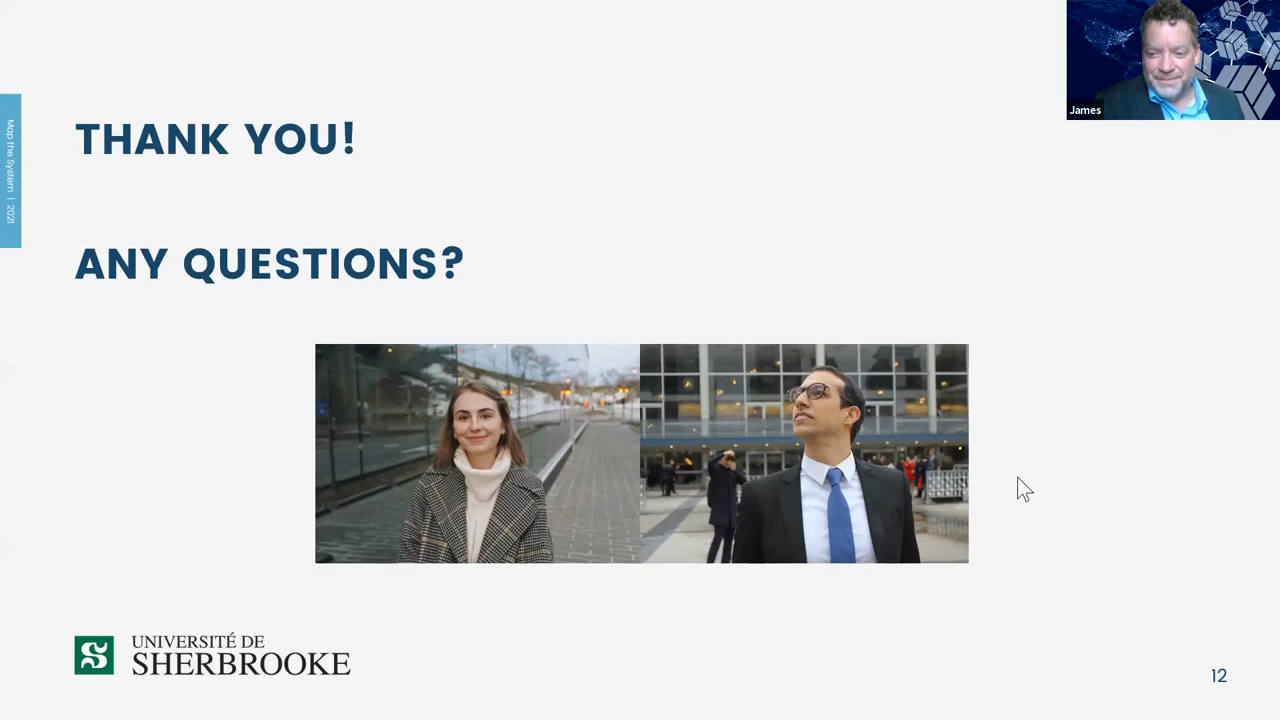 James
Map the System | 2021
THANK YOU!
ANY QUESTIONS?
UNIVERSITÉ DE
SHERBROOKE
12